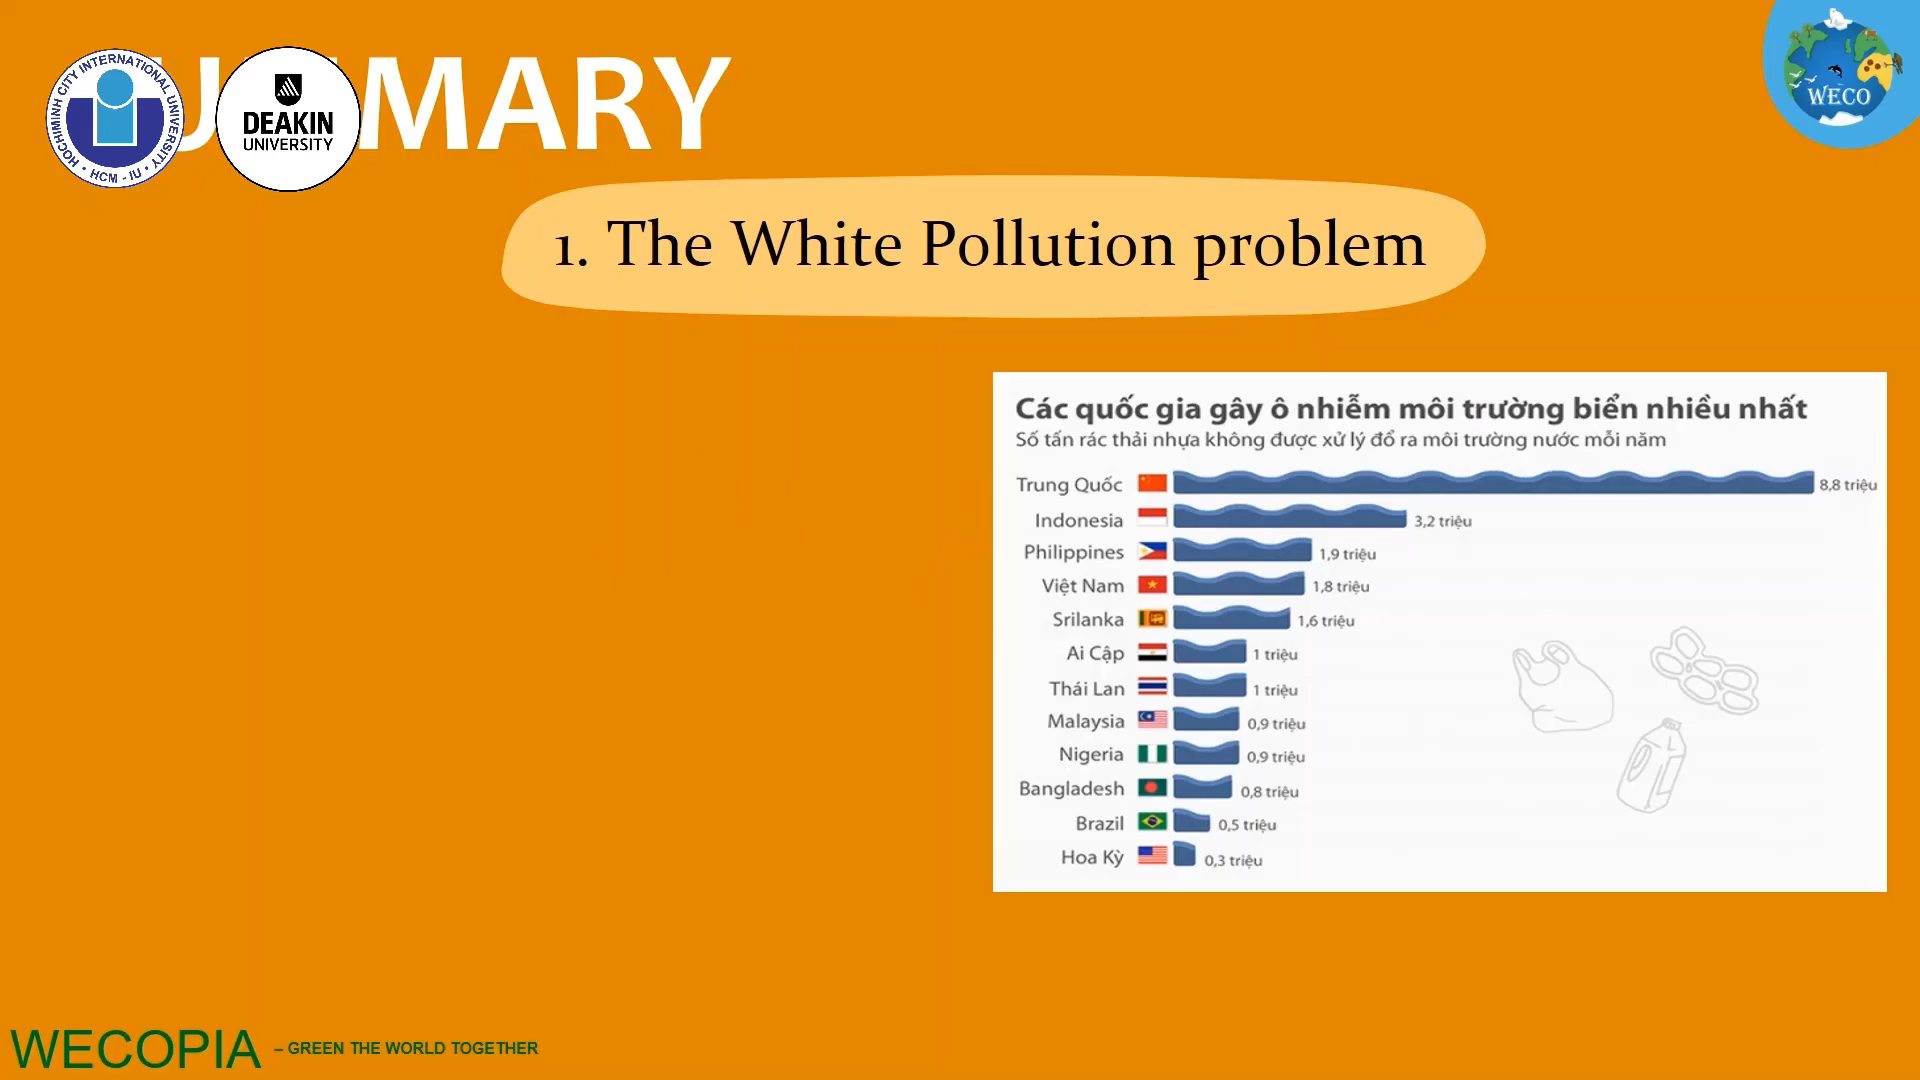 UMMARY
HOCHIMINH CITY INTERNATIONAL UNIVERSITY
• HCM - IU •
DEAKIN
UNIVERSITY
WECO
1. The White Pollution problem
Các quốc gia gây ô nhiễm môi trường biển nhiều nhất
Số tấn rác thải nhựa không được xử lý đổ ra môi trường nước mỗi năm
Trung Quốc 8,8 triệu
Indonesia 3,2 triệu
Philippines 1,9 triệu
Việt Nam 1,8 triệu
Srilanka 1,6 triệu
Ai Cập 1 triệu
Thái Lan 1 triệu
Malaysia 0,9 triệu
Nigeria 0,9 triệu
Bangladesh 0,8 triệu
Brazil 0,5 triệu
Hoa Kỳ 0,3 triệu
WECOPIA – GREEN THE WORLD TOGETHER